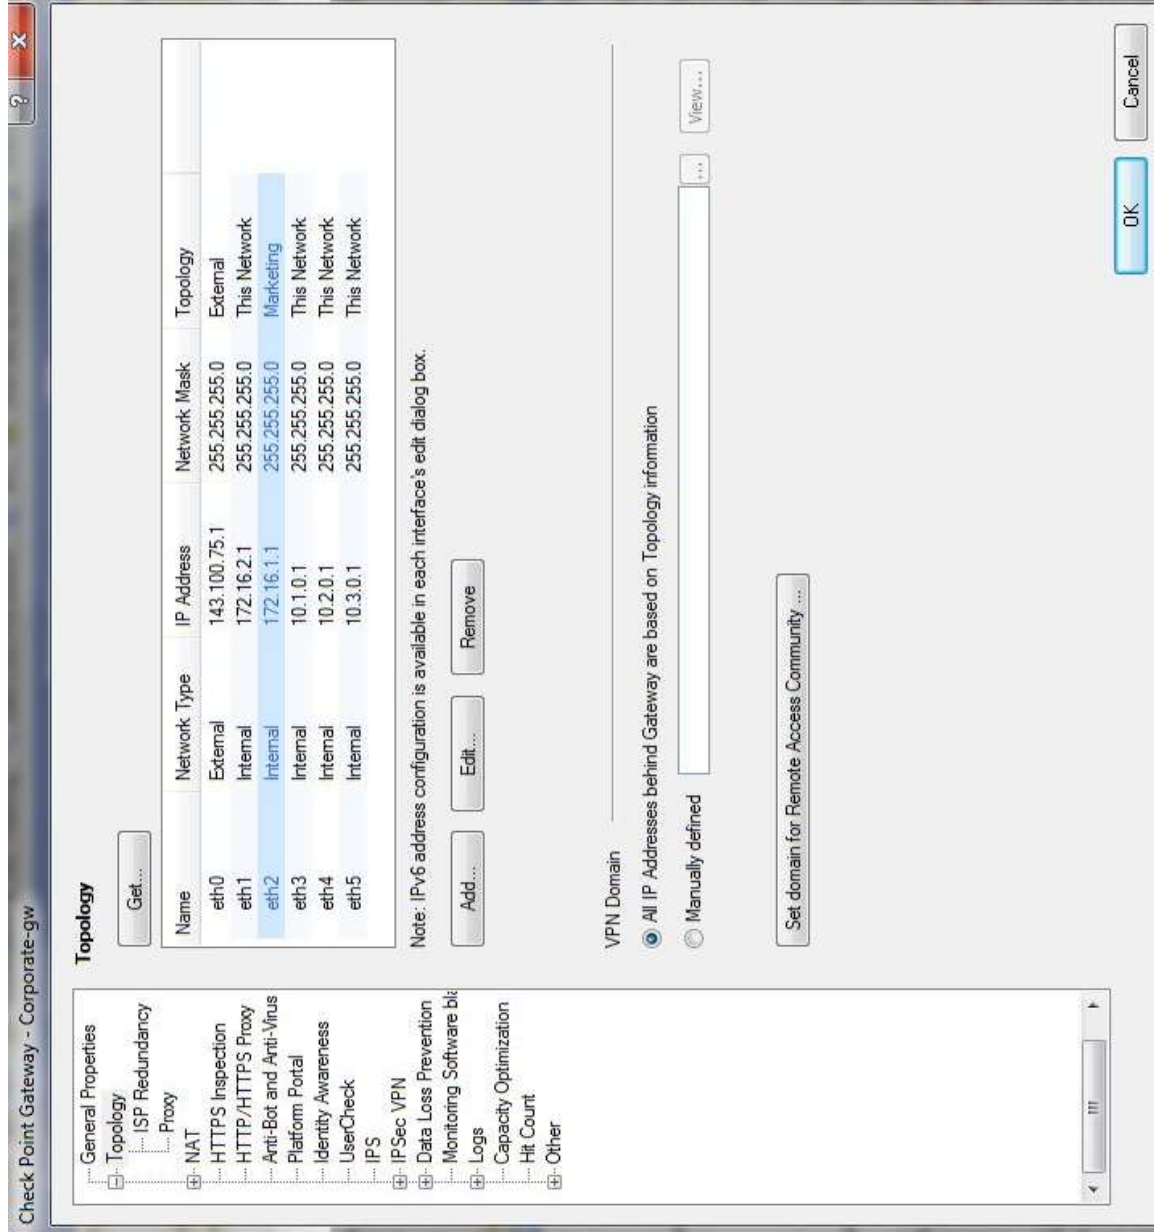 Check Point Gateway - Corporate-gw
? x
General Properties
Topology
ISP Redundancy
Proxy
NAT
HTTPS Inspection
HTTP/HTTPS Proxy
Anti-Bot and Anti-Virus
Platform Portal
Identity Awareness
UserCheck
IPS
IPSec VPN
Data Loss Prevention
Monitoring Software bla
Logs
Capacity Optimization
Hit Count
Other
Topology
Get...
Name Network Type IP Address Network Mask Topology
eth0 External 143.100.75.1 255.255.255.0 External
eth1 Internal 172.16.2.1 255.255.255.0 This Network
eth2 Internal 172.16.1.1 255.255.255.0 Marketing
eth3 Internal 10.1.0.1 255.255.255.0 This Network
eth4 Internal 10.2.0.1 255.255.255.0 This Network
eth5 Internal 10.3.0.1 255.255.255.0 This Network
Note: IPv6 address configuration is available in each interface's edit dialog box.
Add... Edit... Remove
VPN Domain
All IP Addresses behind Gateway are based on Topology information
Manually defined ... View...
Set domain for Remote Access Community ...
OK Cancel